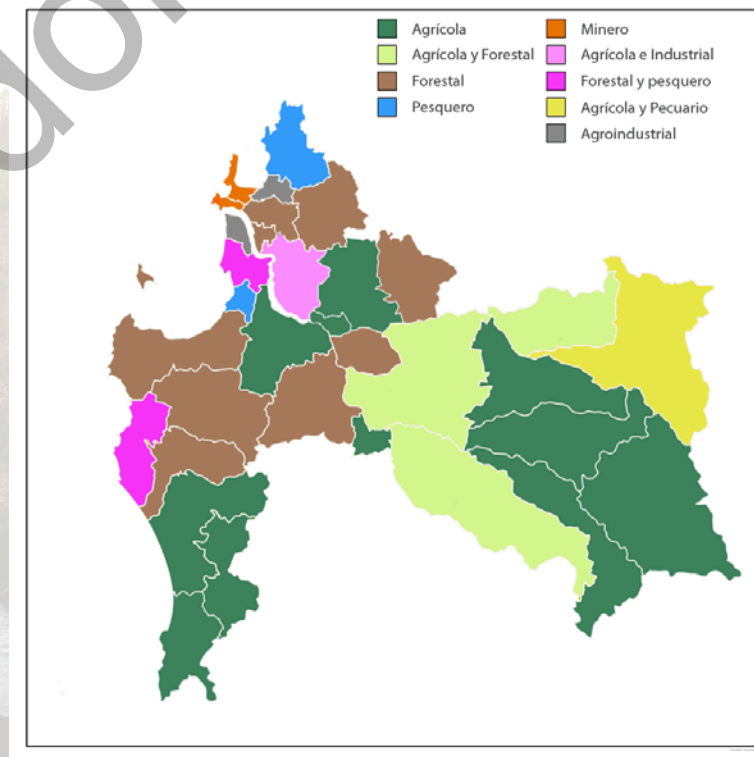 Agrícola
Agrícola y Forestal
Forestal
Pesquero
Minero
Agrícola e Industrial
Forestal y pesquero
Agrícola y Pecuario
Agroindustrial